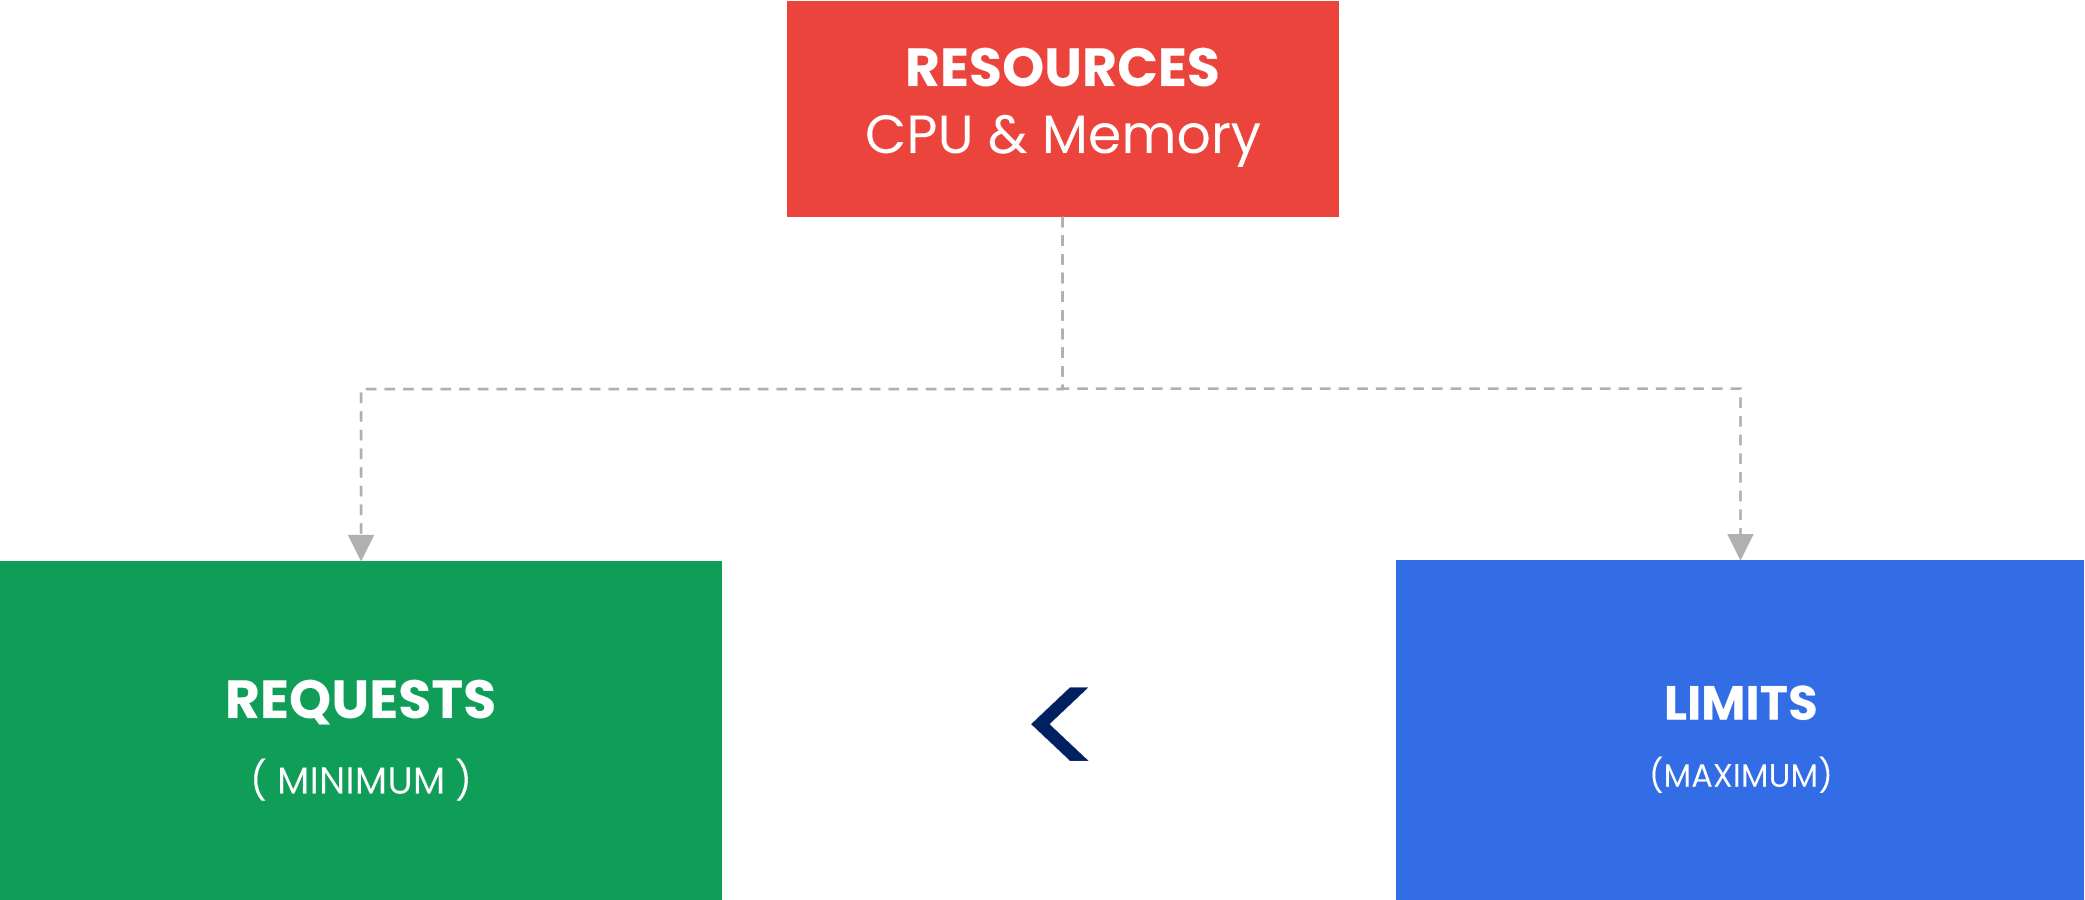 RESOURCES
CPU & Memory
REQUESTS
( MINIMUM )
<
LIMITS
(MAXIMUM)